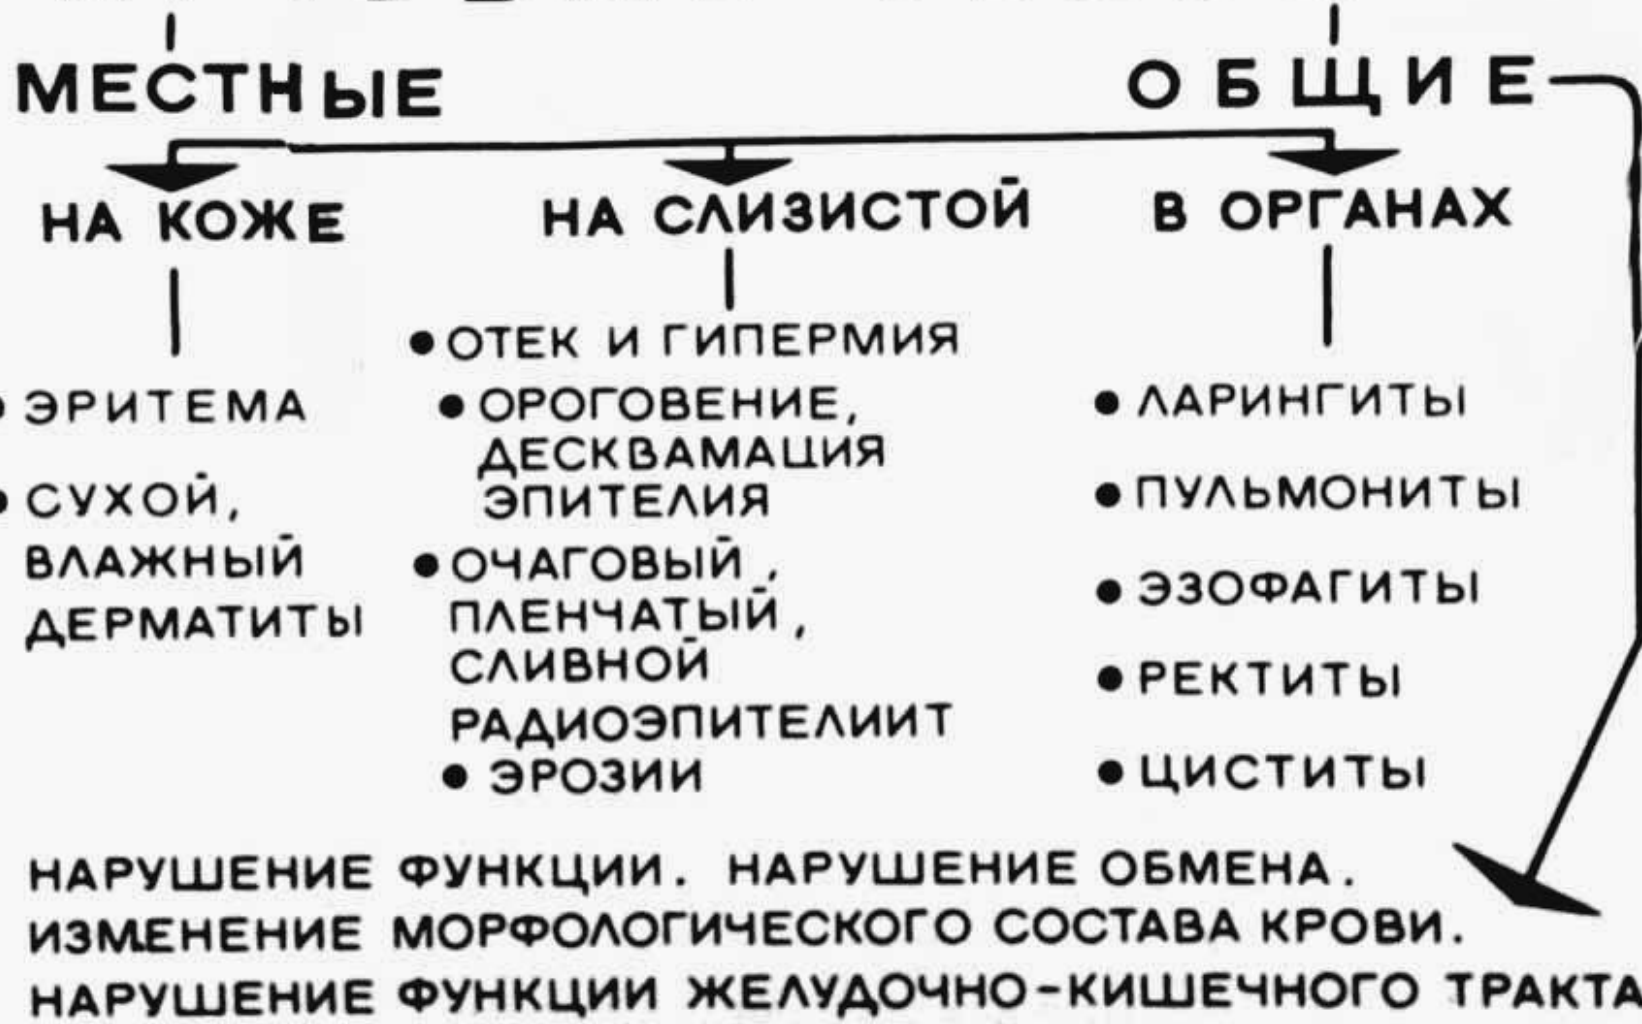 МЕСТНЫЕ
ОБЩИЕ
НА КОЖЕ
НА СЛИЗИСТОЙ
В ОРГАНАХ
• ЭРИТЕМА
• СУХОЙ,
ВЛАЖНЫЙ
ДЕРМАТИТЫ
• ОТЕК И ГИПЕРМИЯ
• ОРОГОВЕНИЕ,
ДЕСКВАМАЦИЯ
ЭПИТЕЛИЯ
• ОЧАГОВЫЙ,
ПЛЕНЧАТЫЙ,
СЛИВНОЙ
РАДИОЭПИТЕЛИИТ
• ЭРОЗИИ
• ЛАРИНГИТЫ
• ПУЛЬМОНИТЫ
• ЭЗОФАГИТЫ
• РЕКТИТЫ
• ЦИСТИТЫ
НАРУШЕНИЕ ФУНКЦИИ. НАРУШЕНИЕ ОБМЕНА.
ИЗМЕНЕНИЕ МОРФОЛОГИЧЕСКОГО СОСТАВА КРОВИ.
НАРУШЕНИЕ ФУНКЦИИ ЖЕЛУДОЧНО-КИШЕЧНОГО ТРАКТА